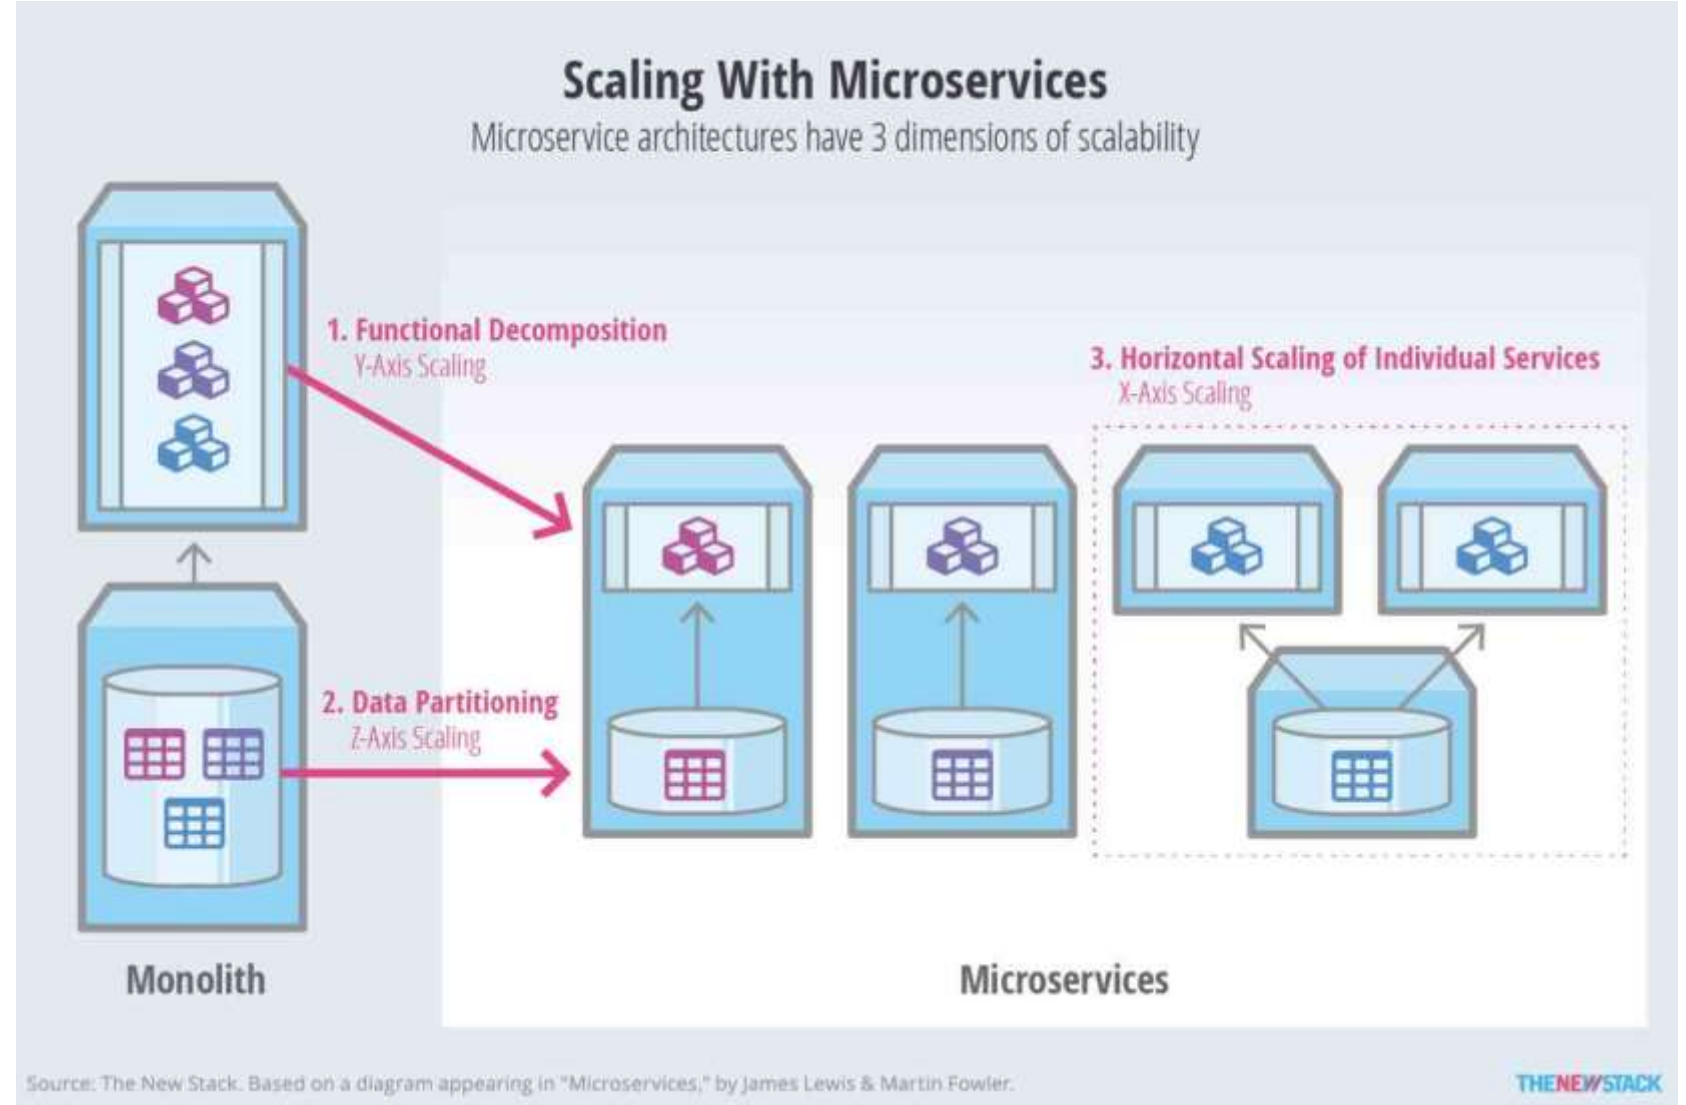 Scaling With Microservices
Microservice architectures have 3 dimensions of scalability
1. Functional Decomposition
Y-Axis Scaling
3. Horizontal Scaling of Individual Services
X-Axis Scaling
2. Data Partitioning
Z-Axis Scaling
Monolith
Microservices
Source: The New Stack. Based on a diagram appearing in "Microservices," by James Lewis & Martin Fowler.
THENEWSTACK